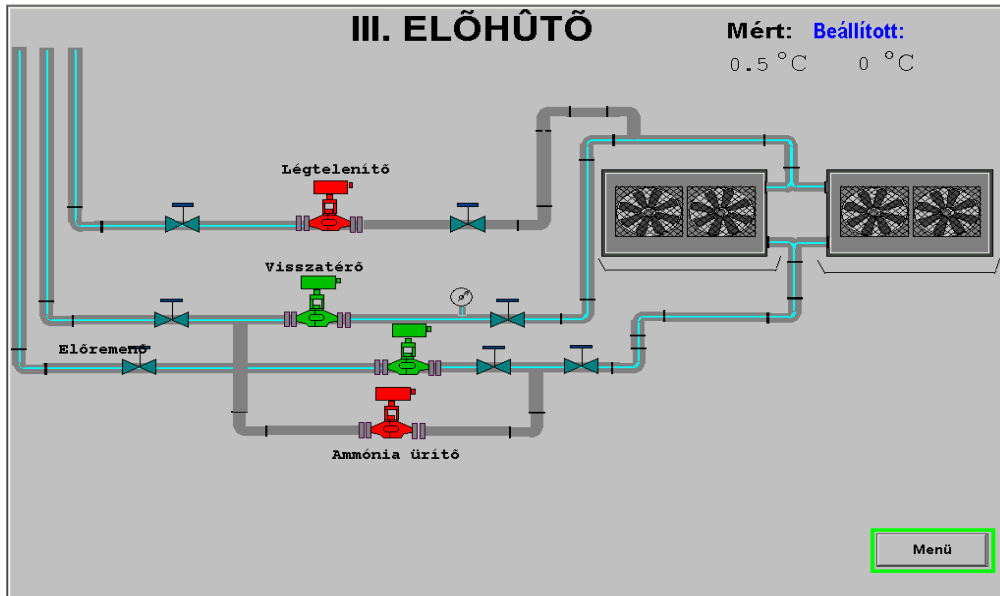 III. ELÕHÛTÕ
Mért: Beállított:
0.5 °C 0 °C
Légtelenítő
Visszatérő
Előremenő
Ammónia ürítő
Menü